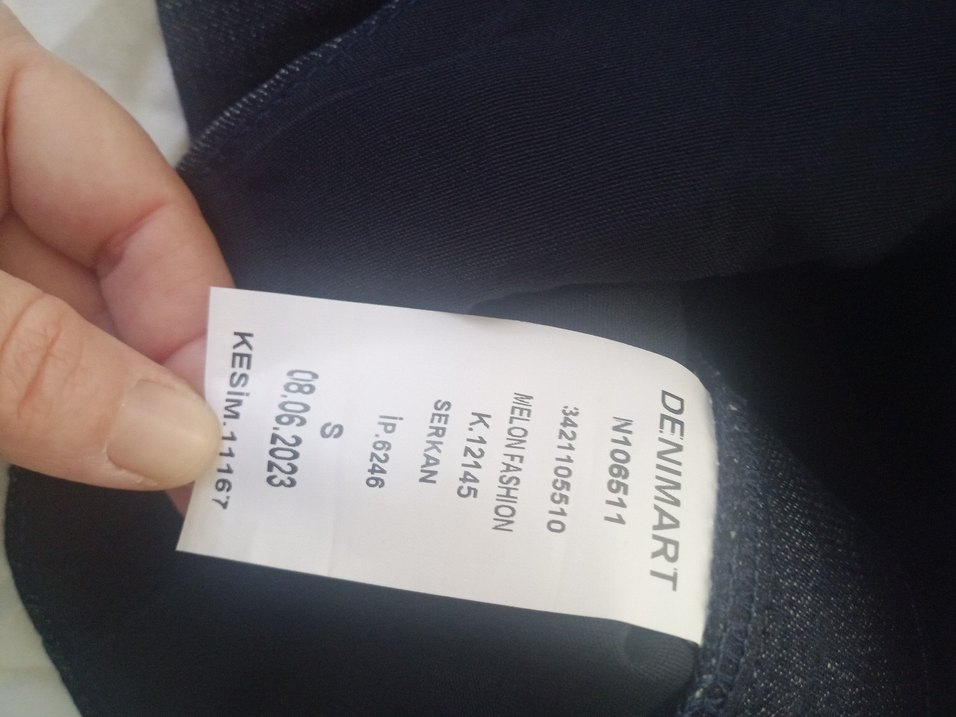 DENIMART
N106511
3421105510
MELON FASHION
K.12145
SERKAN
İP.6246
S
08.06.2023
KESİM.11167